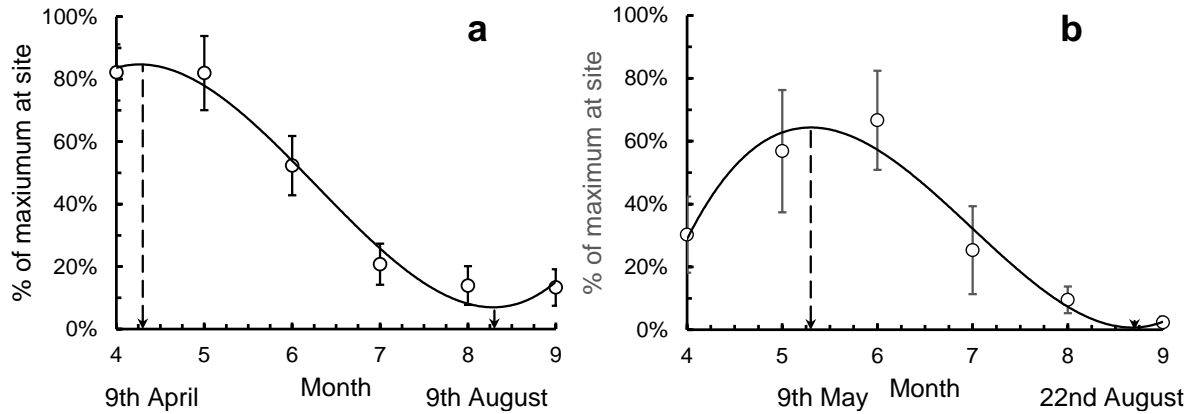 a
% of maxiumum at site
100%
80%
60%
40%
20%
0%
4 5 6 7 8 9
9th April Month 9th August
b
% of maximum at site
100%
80%
60%
40%
20%
0%
4 5 6 7 8 9
9th May Month 22nd August